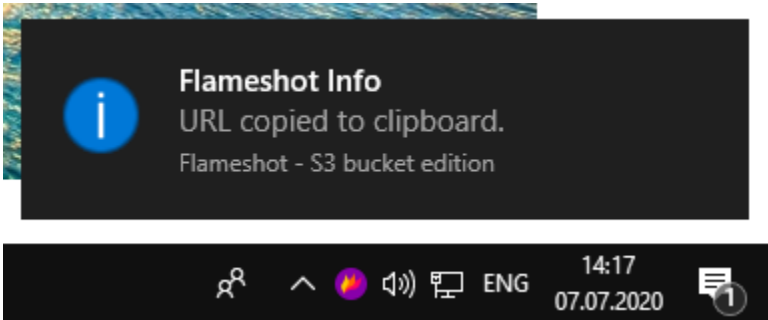 Flameshot Info
URL copied to clipboard.
Flameshot - S3 bucket edition
ENG
14:17
07.07.2020
1